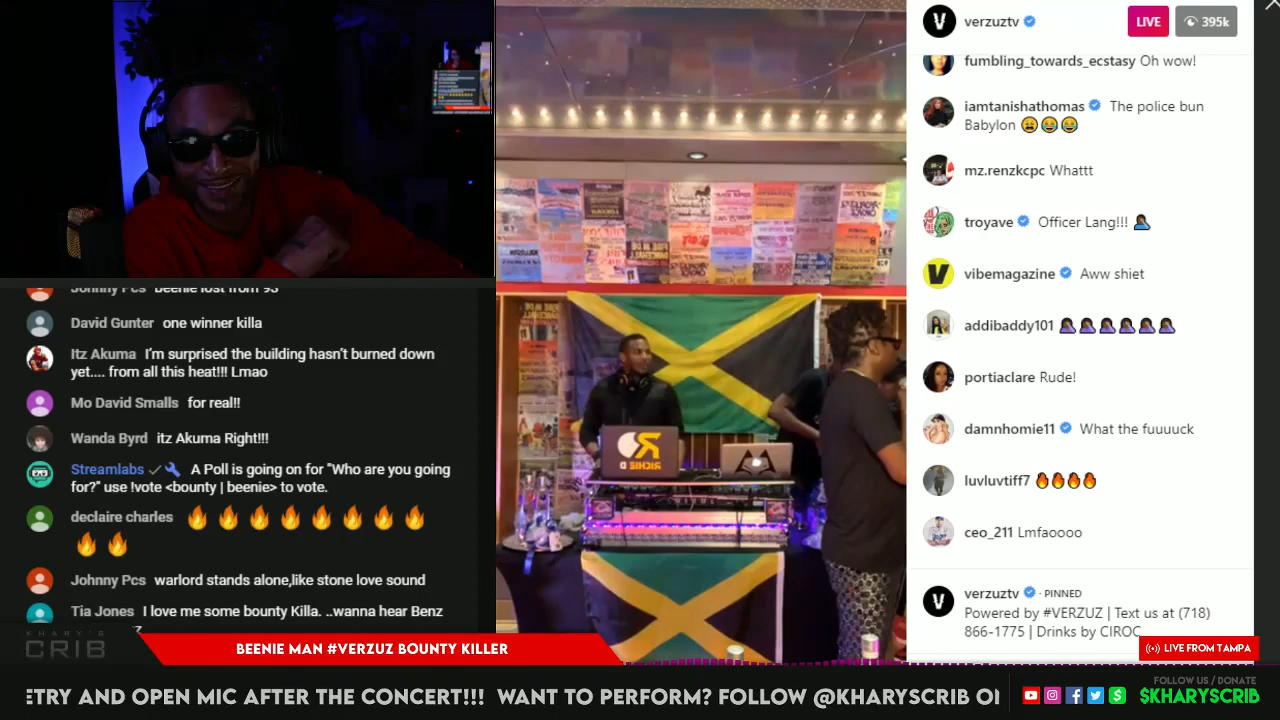 verzuztv
LIVE 395k
fumbling_towards_ecstasy Oh wow!
iamtanishathomas The police bun
Babylon 😩😂😂
mz.renzkcpc Whattt
troyave Officer Lang!!! 🤦🏿‍♂️
vibemagazine Aww shiet
addibaddy101 🤦🏿‍♀️🤦🏿‍♀️🤦🏿‍♀️🤦🏿‍♀️🤦🏿‍♀️🤦🏿‍♀️
portiaclare Rude!
damnhomie11 What the fuuuuck
luvluvtiff7 🔥🔥🔥🔥
ceo_211 Lmfaoooo
verzuztv · PINNED
Powered by #VERZUZ | Text us at (718)
866-1775 | Drinks by CIROC
Johnny Pcs Beenie lost from 93
David Gunter one winner killa
Itz Akuma I'm surprised the building hasn't burned down
yet.... from all this heat!!! Lmao
Mo David Smalls for real!!
Wanda Byrd itz Akuma Right!!!
Streamlabs A Poll is going on for "Who are you going
for?" use !vote <bounty | beenie> to vote.
declaire charles 🔥🔥🔥🔥🔥🔥🔥🔥
🔥🔥
Johnny Pcs warlord stands alone,like stone love sound
Tia Jones I love me some bounty Killa. ..wanna hear Benz
RICHIE D
KHARY'S
CRIB
BEENIE MAN #VERZUZ BOUNTY KILLER
LIVE FROM TAMPA
ETRY AND OPEN MIC AFTER THE CONCERT!!! WANT TO PERFORM? FOLLOW @KHARYSCRIB
FOLLOW US / DONATE
$KHARYSCRIB